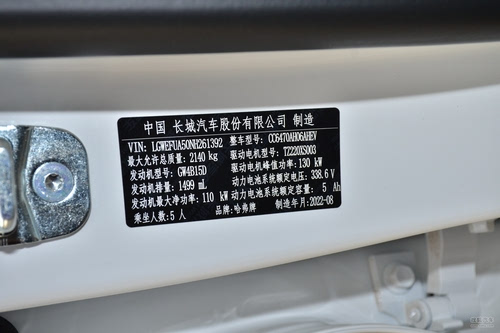 中国 长城汽车股份有限公司 制造
VIN: LGWEFUA50NH261392 整车型号: CC6470AH06AHEV
最大允许总质量: 2140 kg 驱动电机型号: TZ220XS003
发动机型号: GW4B15D 驱动电机峰值功率: 130 kW
发动机排量: 1499 mL 动力电池系统额定电压: 338.6 V
发动机最大净功率: 110 kW 动力电池系统额定容量: 5 Ah
乘坐人数: 5 人 品牌: 哈弗牌 制造年月: 2022-08